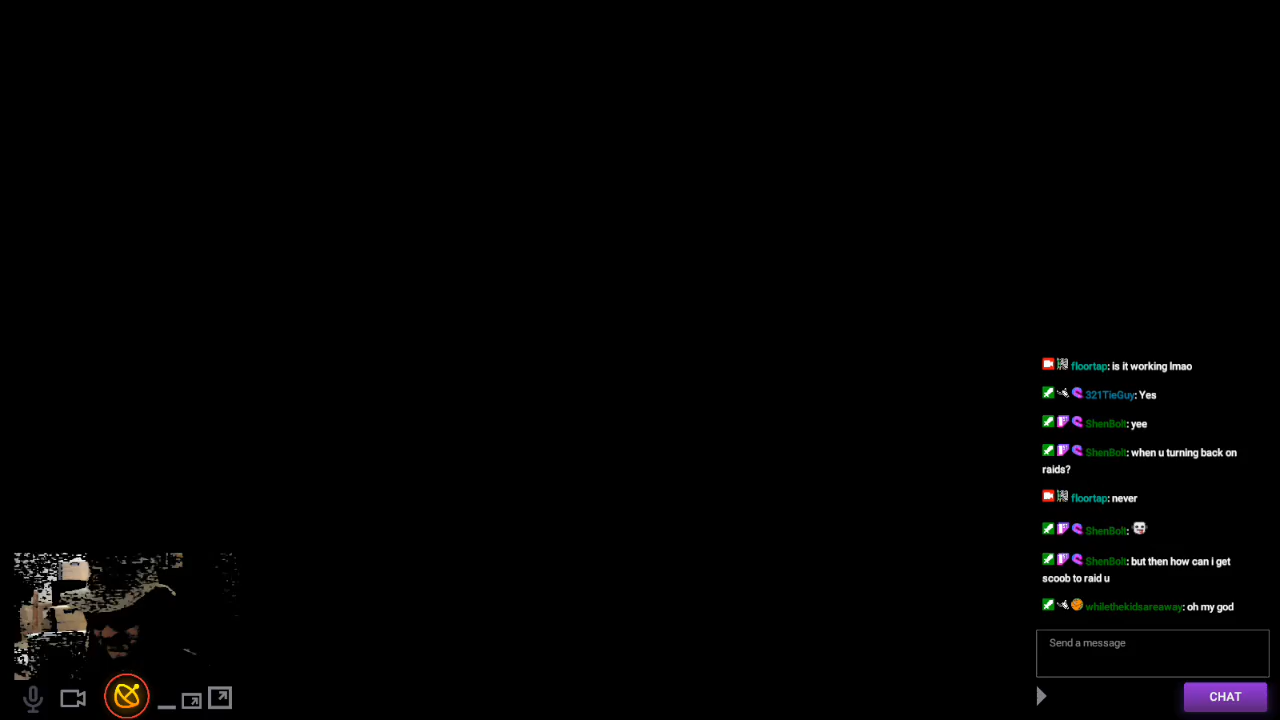 floortap: is it working lmao
321TieGuy: Yes
ShenBolt: yee
ShenBolt: when u turning back on
raids?
floortap: never
ShenBolt:
ShenBolt: but then how can i get
scoob to raid u
whilethekidsareaway: oh my god
Send a message
CHAT